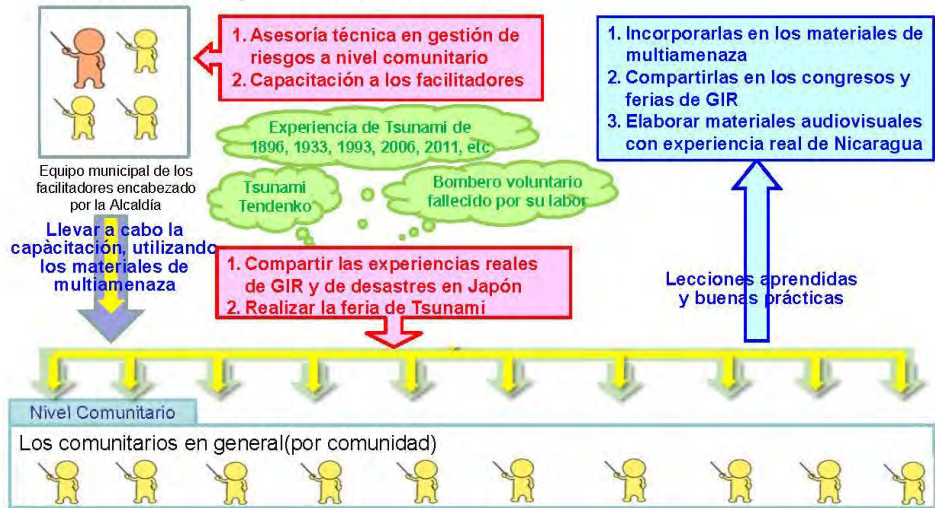 1. Asesoría técnica en gestión de
riesgos a nivel comunitario
2. Capacitación a los facilitadores
1. Incorporarlas en los materiales de
multiamenaza
2. Compartirlas en los congresos y
ferias de GIR
3. Elaborar materiales audiovisuales
con experiencia real de Nicaragua
Experiencia de Tsunami de
1896, 1933, 1993, 2006, 2011, etc
Tsunami
Tendenko
Bombero voluntario
fallecido por su labor
Equipo municipal de los
facilitadores encabezado
por la Alcaldía
Llevar a cabo la
capàcitación, utilizando
los materiales de
multiamenaza
1. Compartir las experiencias reales
de GIR y de desastres en Japón
2. Realizar la feria de Tsunami
Lecciones aprendidas
y buenas prácticas
Nivel Comunitario
Los comunitarios en general(por comunidad)